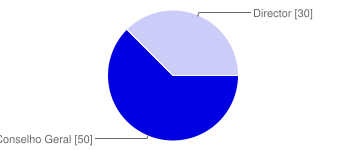 Director [30]
Conselho Geral [50]